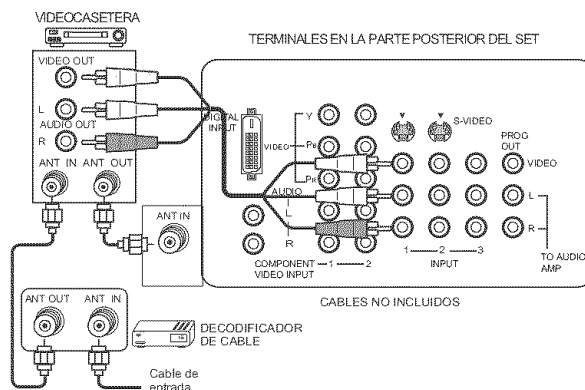 VIDEOCASETERA
TERMINALES EN LA PARTE POSTERIOR DEL SET
VIDEO OUT
L
AUDIO OUT
R
ANT IN ANT OUT
DIGITAL
INPUT
Y
VIDEO
PB
PR
S-VIDEO
PROG
OUT
VIDEO
AUDIO
L
R
L
R
ANT IN
COMPONENT
VIDEO INPUT
1 2
1 2 3
INPUT
TO AUDIO
AMP
CABLES NO INCLUIDOS
ANT OUT ANT IN
DECODIFICADOR
DE CABLE
Cable de
entrada